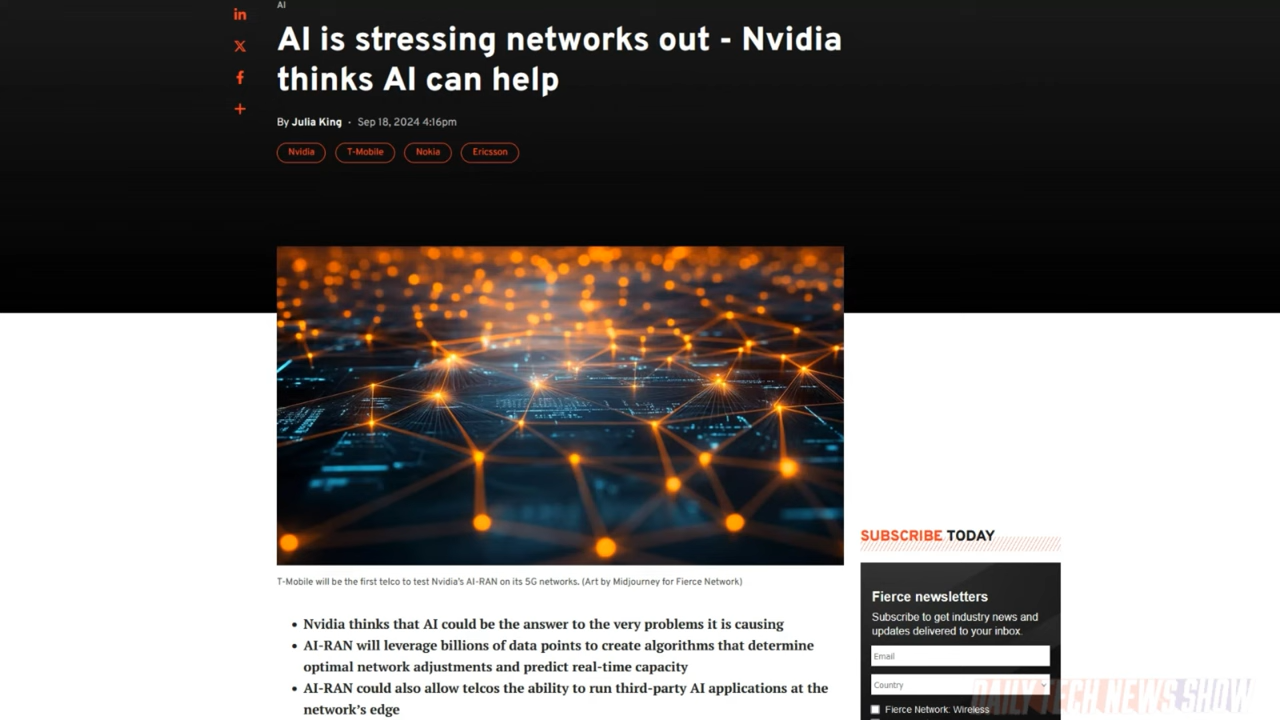 AI
AI is stressing networks out - Nvidia
thinks AI can help
By Julia King · Sep 18, 2024 4:16pm
Nvidia
T-Mobile
Nokia
Ericsson
T-Mobile will be the first telco to test Nvidia's AI-RAN on its 5G networks. (Art by Midjourney for Fierce Network)
• Nvidia thinks that AI could be the answer to the very problems it is causing
• AI-RAN will leverage billions of data points to create algorithms that determine
optimal network adjustments and predict real-time capacity
• AI-RAN could also allow telcos the ability to run third-party AI applications at the
network's edge
SUBSCRIBE TODAY
Fierce newsletters
Subscribe to get industry news and
updates delivered to your inbox.
Email
Country
Fierce Network: Wireless
DAILY TECH NEWS SHOW